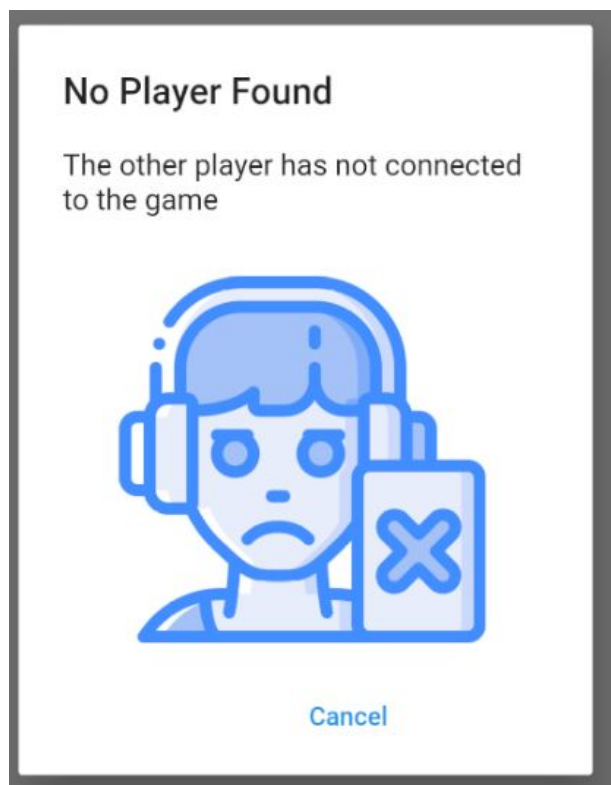 No Player Found
The other player has not connected
to the game
Cancel